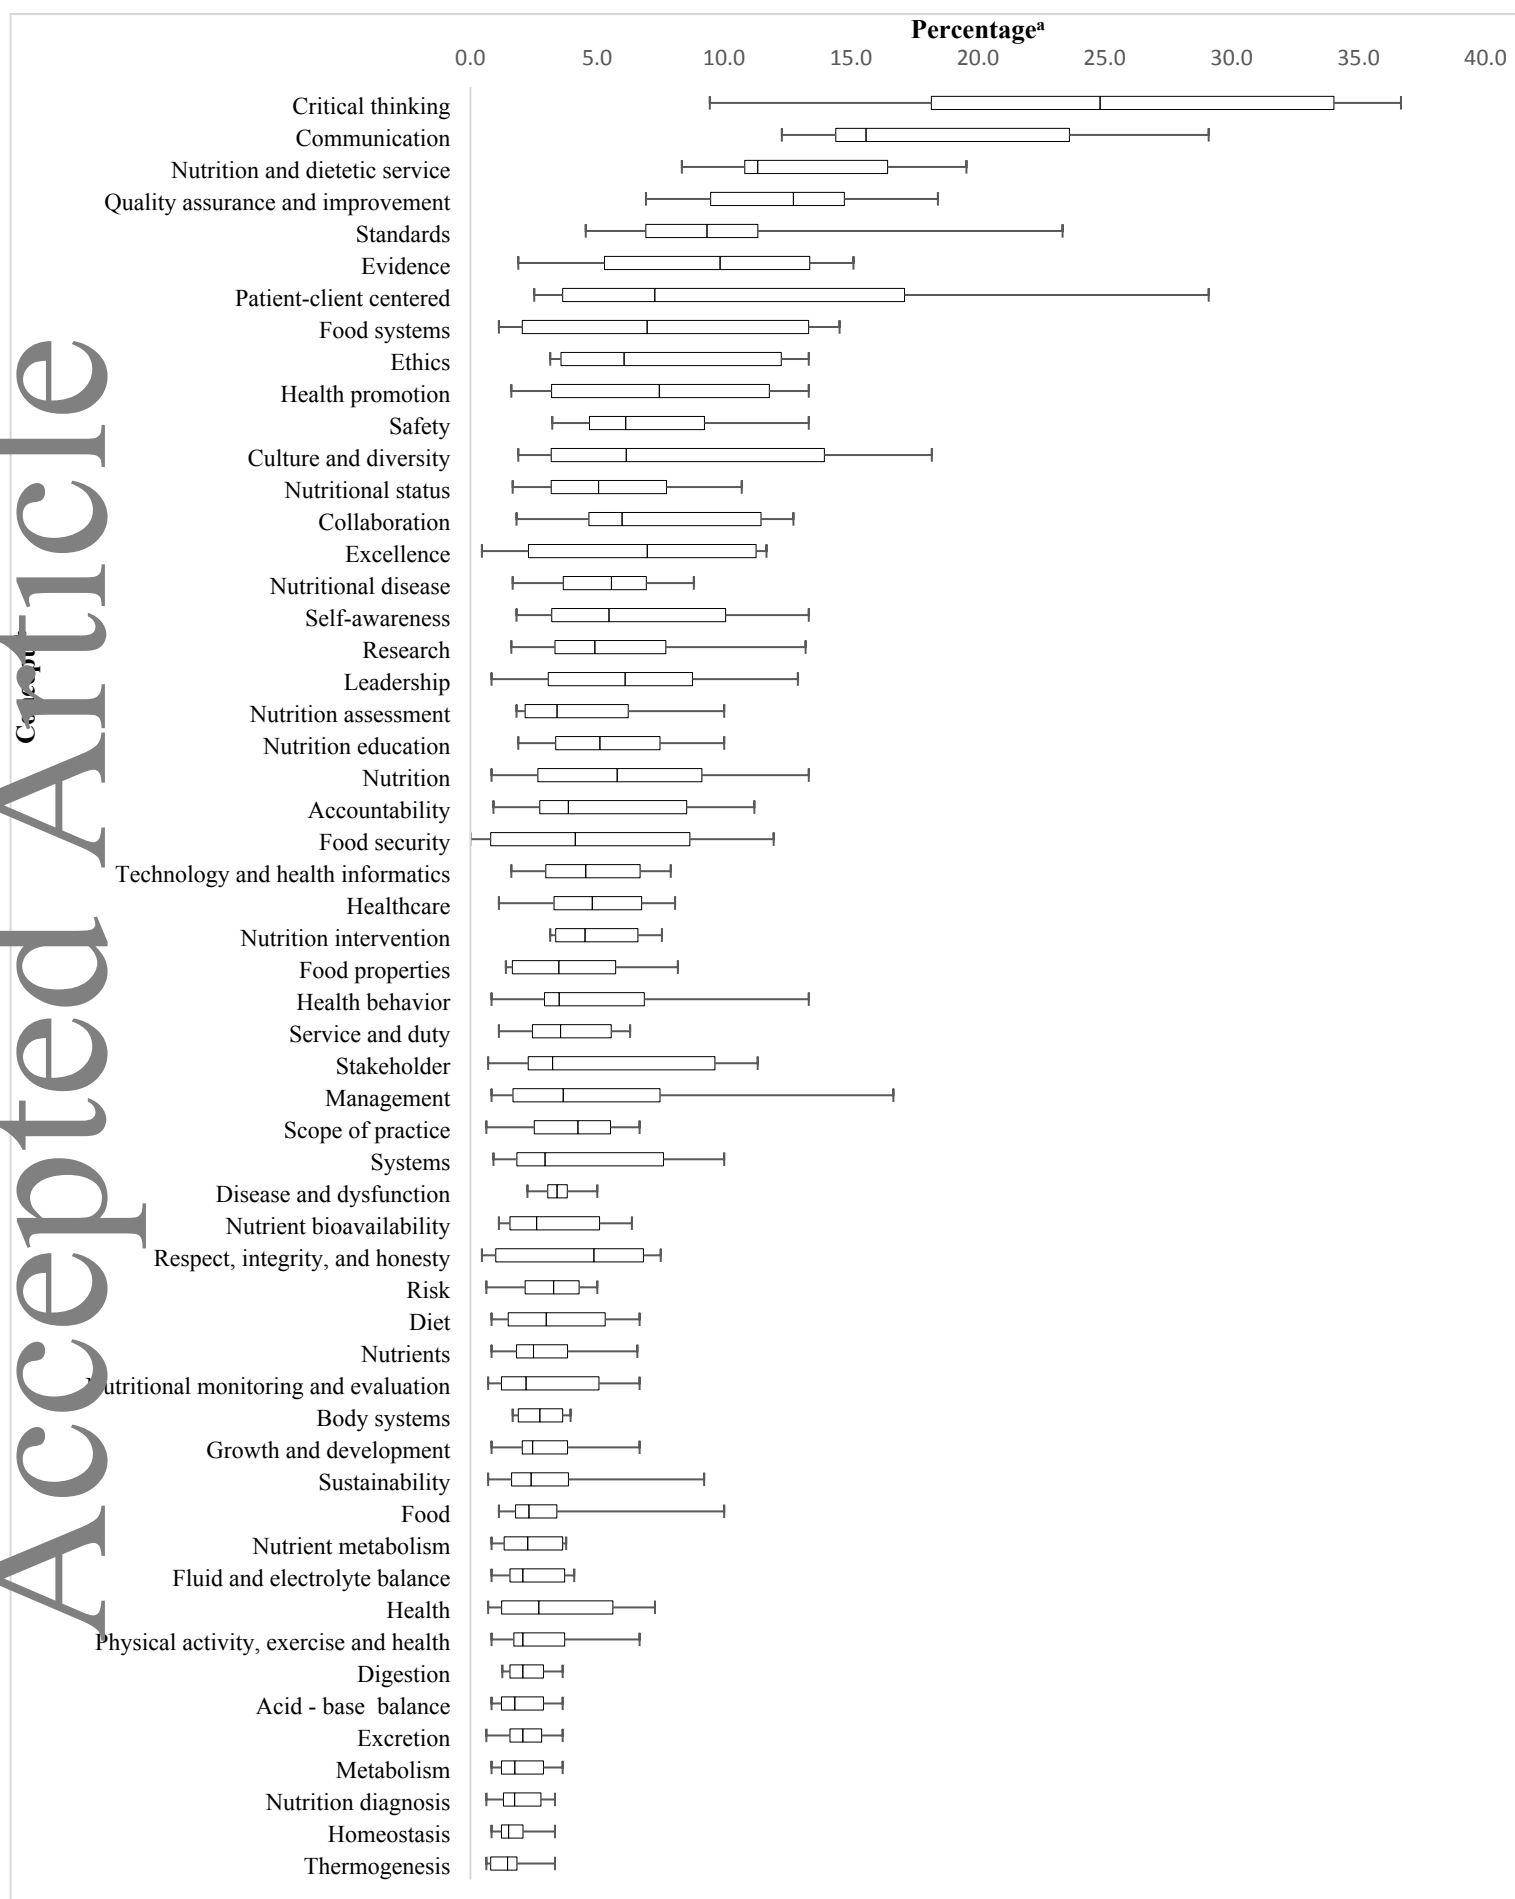 Percentageᵃ
0.0 5.0 10.0 15.0 20.0 25.0 30.0 35.0 40.0
Critical thinking
Communication
Nutrition and dietetic service
Quality assurance and improvement
Standards
Evidence
Patient-client centered
Food systems
Ethics
Health promotion
Safety
Culture and diversity
Nutritional status
Collaboration
Excellence
Nutritional disease
Self-awareness
Research
Leadership
Nutrition assessment
Nutrition education
Nutrition
Accountability
Food security
Technology and health informatics
Healthcare
Nutrition intervention
Food properties
Health behavior
Service and duty
Stakeholder
Management
Scope of practice
Systems
Disease and dysfunction
Nutrient bioavailability
Respect, integrity, and honesty
Risk
Diet
Nutrients
Nutritional monitoring and evaluation
Body systems
Growth and development
Sustainability
Food
Nutrient metabolism
Fluid and electrolyte balance
Health
Physical activity, exercise and health
Digestion
Acid - base  balance
Excretion
Metabolism
Nutrition diagnosis
Homeostasis
Thermogenesis
Accepted Article